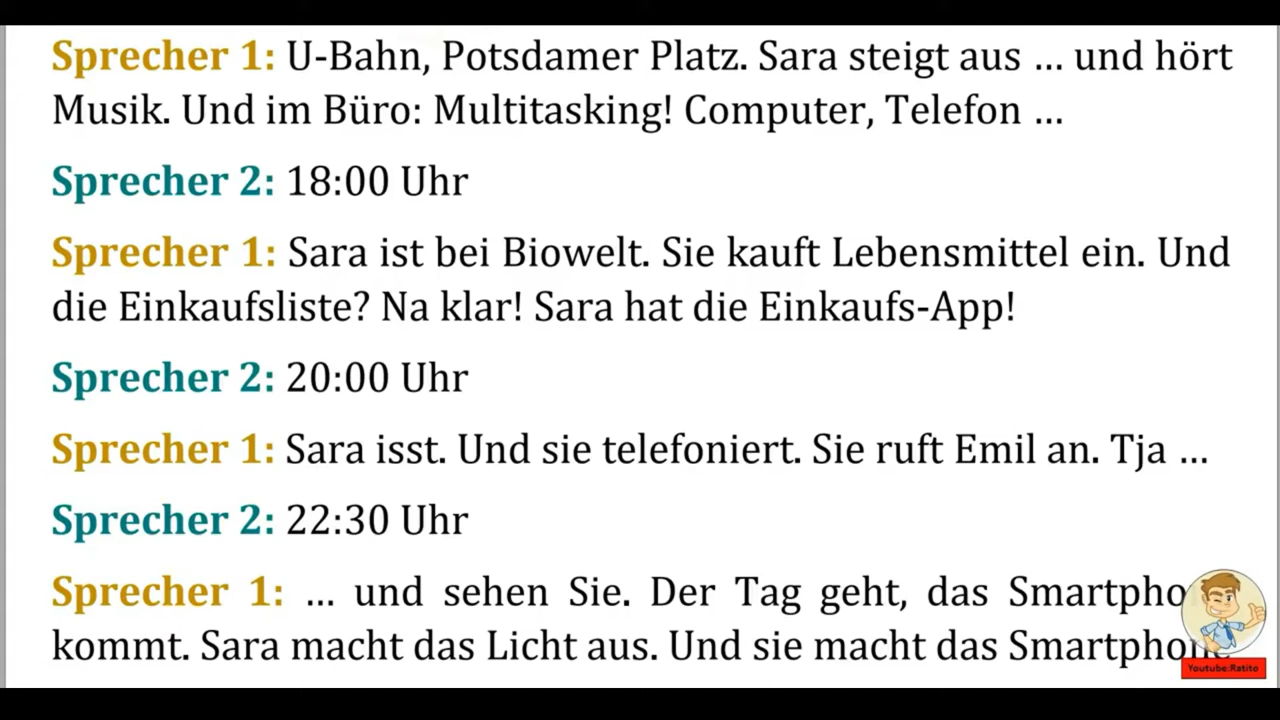 Sprecher 1: U-Bahn, Potsdamer Platz. Sara steigt aus … und hört
Musik. Und im Büro: Multitasking! Computer, Telefon …
Sprecher 2: 18:00 Uhr
Sprecher 1: Sara ist bei Biowelt. Sie kauft Lebensmittel ein. Und
die Einkaufsliste? Na klar! Sara hat die Einkaufs-App!
Sprecher 2: 20:00 Uhr
Sprecher 1: Sara isst. Und sie telefoniert. Sie ruft Emil an. Tja …
Sprecher 2: 22:30 Uhr
Sprecher 1: … und sehen Sie. Der Tag geht, das Smartphone
kommt. Sara macht das Licht aus. Und sie macht das Smartphone
Youtube:Ratito